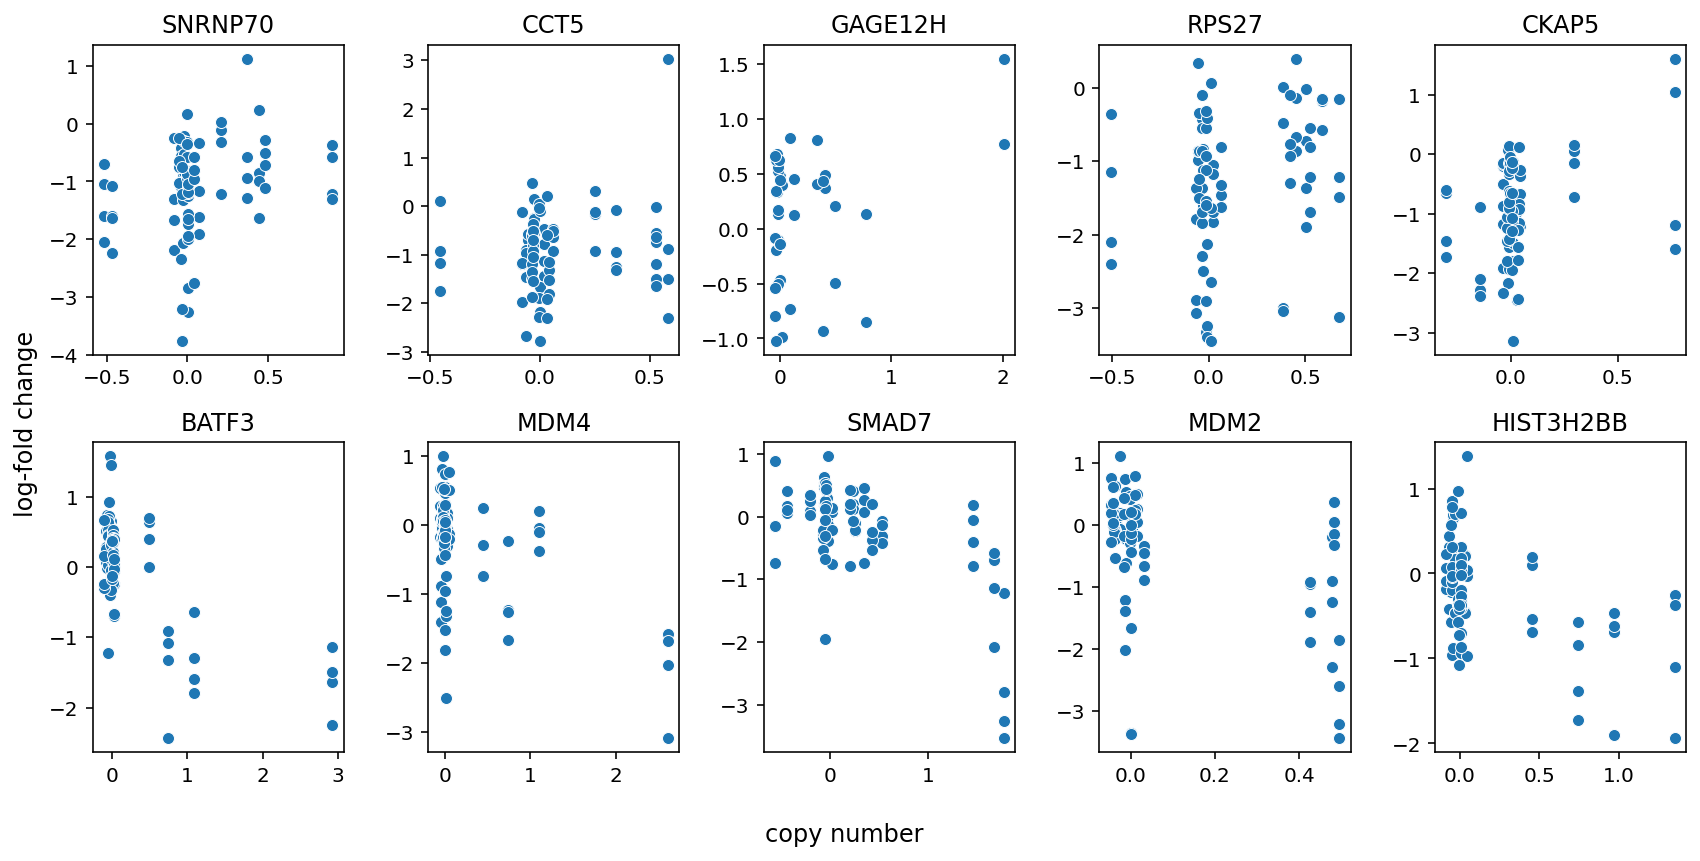 SNRNP70 CCT5 GAGE12H RPS27 CKAP5
1 0 −1 −2 −3 −4
−0.5 0.0 0.5
3 2 1 0 −1 −2 −3
−0.5 0.0 0.5
1.5 1.0 0.5 0.0 −0.5 −1.0
0 1 2
0 −1 −2 −3
−0.5 0.0 0.5
1 0 −1 −2 −3
0.0 0.5
log-fold change
BATF3 MDM4 SMAD7 MDM2 HIST3H2BB
1 0 −1 −2
0 1 2 3
1 0 −1 −2 −3
0 1 2
1 0 −1 −2 −3
0 1
1 0 −1 −2 −3
0.0 0.2 0.4
1 0 −1 −2
0.0 0.5 1.0
copy number